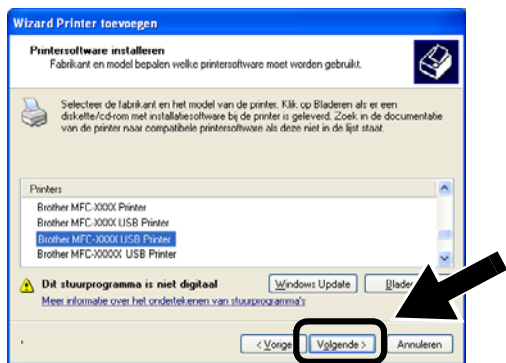 Wizard Printer toevoegen
Printersoftware installeren
Fabrikant en model bepalen welke printersoftware moet worden gebruikt.
Selecteer de fabrikant en het model van de printer. Klik op Bladeren als er een
diskette/cd-rom met installatiesoftware bij de printer is geleverd. Zoek in de documentatie
van de printer naar compatibele printersoftware als deze niet in de lijst staat.
Printers
Brother MFC-XXXX Printer
Brother MFC-XXXX USB Printer
Brother MFC-XXXX USB Printer
Brother MFC-XXXXX USB Printer
Dit stuurprogramma is niet digitaal
Windows Update
Meer informatie over het ondertekenen van stuurprogramma's
< Vorige
Volgende >
Annuleren